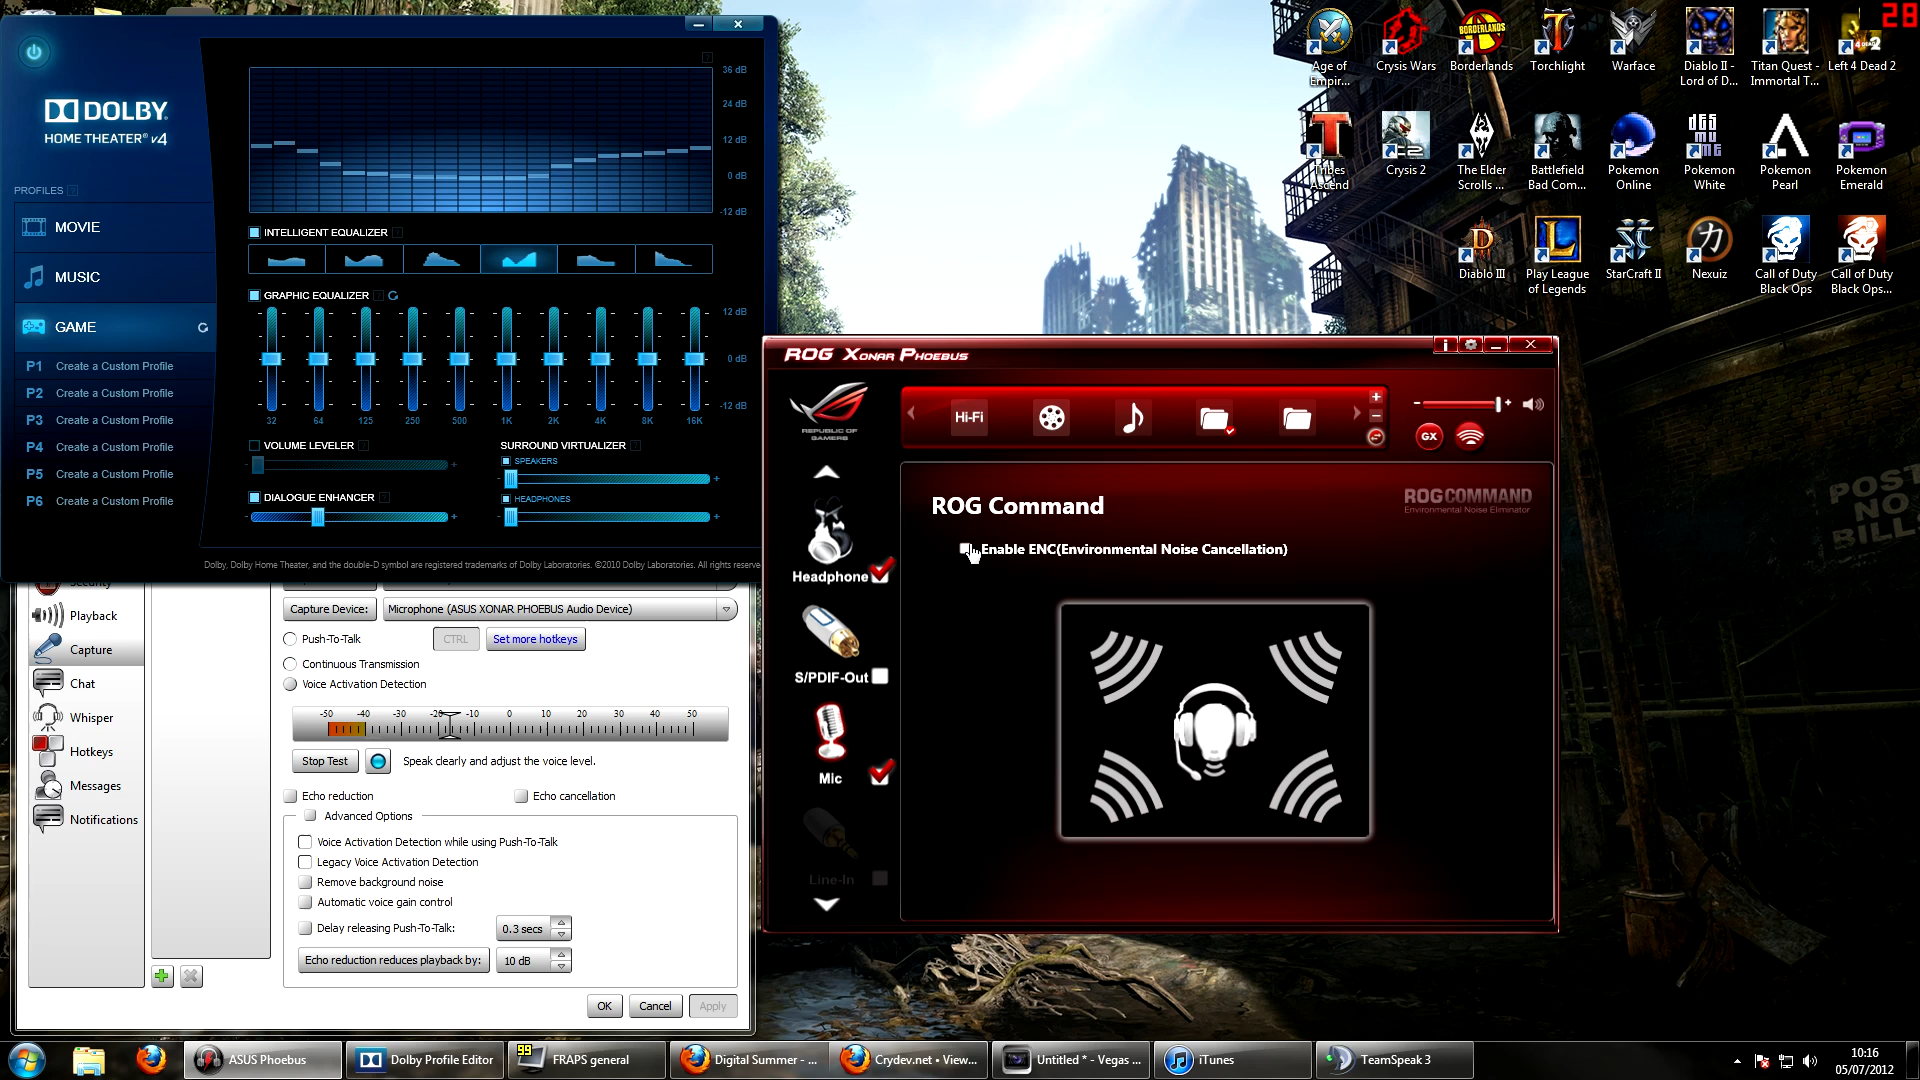 DOLBY
HOME THEATER® v4
PROFILES ?
MOVIE
MUSIC
GAME
P1 Create a Custom Profile
P2 Create a Custom Profile
P3 Create a Custom Profile
P4 Create a Custom Profile
P5 Create a Custom Profile
P6 Create a Custom Profile
36 dB
24 dB
12 dB
0 dB
-12 dB
INTELLIGENT EQUALIZER
GRAPHIC EQUALIZER
12 dB
0 dB
-12 dB
32 64 125 250 500 1K 2K 4K 8K 16K
VOLUME LEVELER
SURROUND VIRTUALIZER
SPEAKERS
DIALOGUE ENHANCER
HEADPHONES
Dolby, Dolby Home Theater, and the double-D symbol are registered trademarks of Dolby Laboratories. ©2010 Dolby Laboratories. All rights reserve
Security
Playback
Capture
Chat
Whisper
Hotkeys
Messages
Notifications
Capture Device: Microphone (ASUS XONAR PHOEBUS Audio Device)
Push-To-Talk CTRL Set more hotkeys
Continuous Transmission
Voice Activation Detection
-50 -40 -30 -20 -10 0 10 20 30 40 50
Stop Test Speak clearly and adjust the voice level.
Echo reduction Echo cancellation
Advanced Options
Voice Activation Detection while using Push-To-Talk
Legacy Voice Activation Detection
Remove background noise
Automatic voice gain control
Delay releasing Push-To-Talk: 0.3 secs
Echo reduction reduces playback by: 10 dB
OK Cancel Apply
ROG XONAR PHOEBUS
REPUBLIC OF
GAMERS
Hi-Fi
GX
Headphone
S/PDIF-Out
Mic
Line-In
ROG Command
ROG COMMAND
Environmental Noise Eliminator
Enable ENC(Environmental Noise Cancellation)
28
Age of
Empir...
Crysis Wars
Borderlands
Torchlight
Warface
Diablo II -
Lord of D...
Titan Quest -
Immortal T...
Left 4 Dead 2
Tribes
Ascend
Crysis 2
The Elder
Scrolls ...
Battlefield
Bad Com...
Pokemon
Online
Pokemon
White
Pokemon
Pearl
Pokemon
Emerald
Diablo III
Play League
of Legends
StarCraft II
Nexuiz
Call of Duty
Black Ops
Call of Duty
Black Ops...
POST
NO
BILL
ASUS Phoebus
Dolby Profile Editor
99
FRAPS general
Digital Summer - ...
Crydev.net • View...
Untitled * - Vegas ...
iTunes
TeamSpeak 3
10:16
05/07/2012